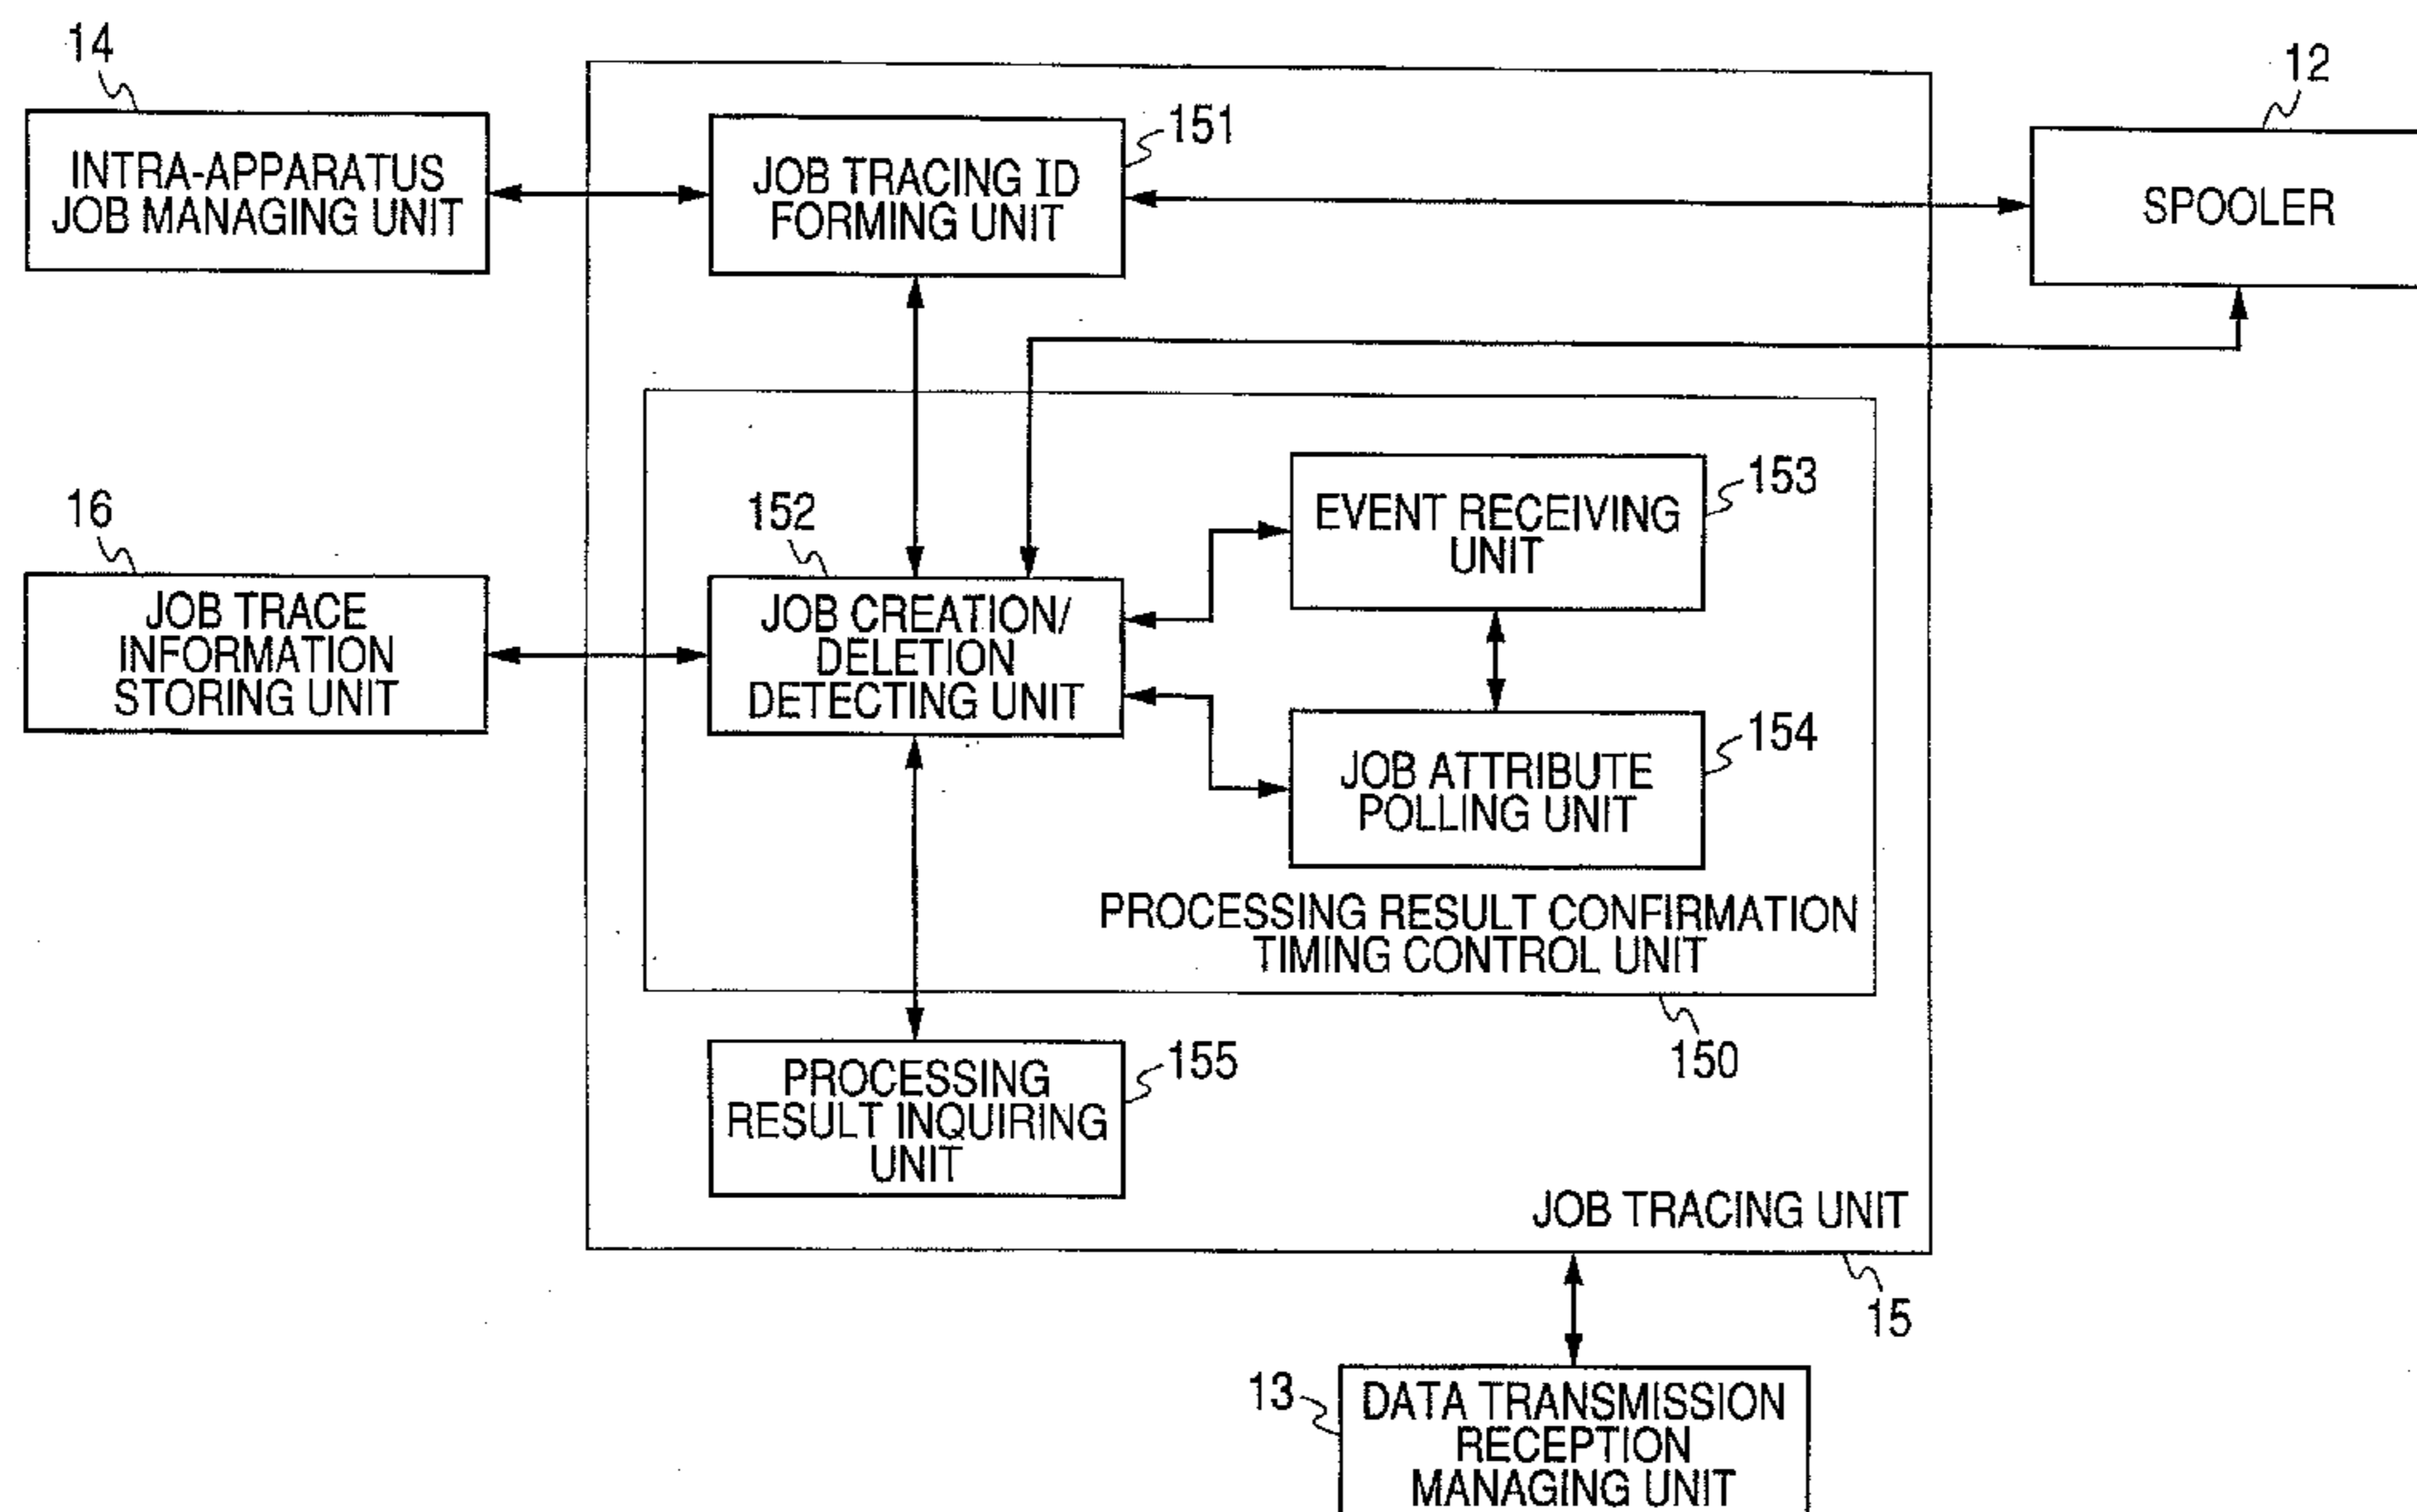 14
INTRA-APPARATUS
JOB MANAGING UNIT
151
JOB TRACING ID
FORMING UNIT
12
SPOOLER
16
JOB TRACE
INFORMATION
STORING UNIT
152
JOB CREATION/
DELETION
DETECTING UNIT
153
EVENT RECEIVING
UNIT
154
JOB ATTRIBUTE
POLLING UNIT
PROCESSING RESULT CONFIRMATION
TIMING CONTROL UNIT
150
155
PROCESSING
RESULT INQUIRING
UNIT
JOB TRACING UNIT
15
13
DATA TRANSMISSION
RECEPTION
MANAGING UNIT